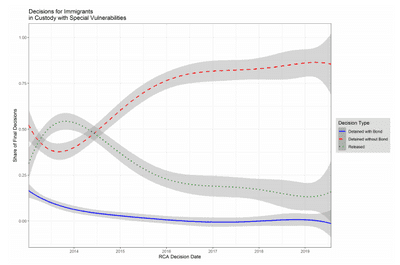 Decisions for Immigrants
in Custody with Special Vulnerabilities
Share of Final Decisions
1.00
0.75
0.50
0.25
0.00
2014
2015
2016
2017
2018
2019
RCA Decision Date
Decision Type
Detained with Bond
Detained without Bond
Released